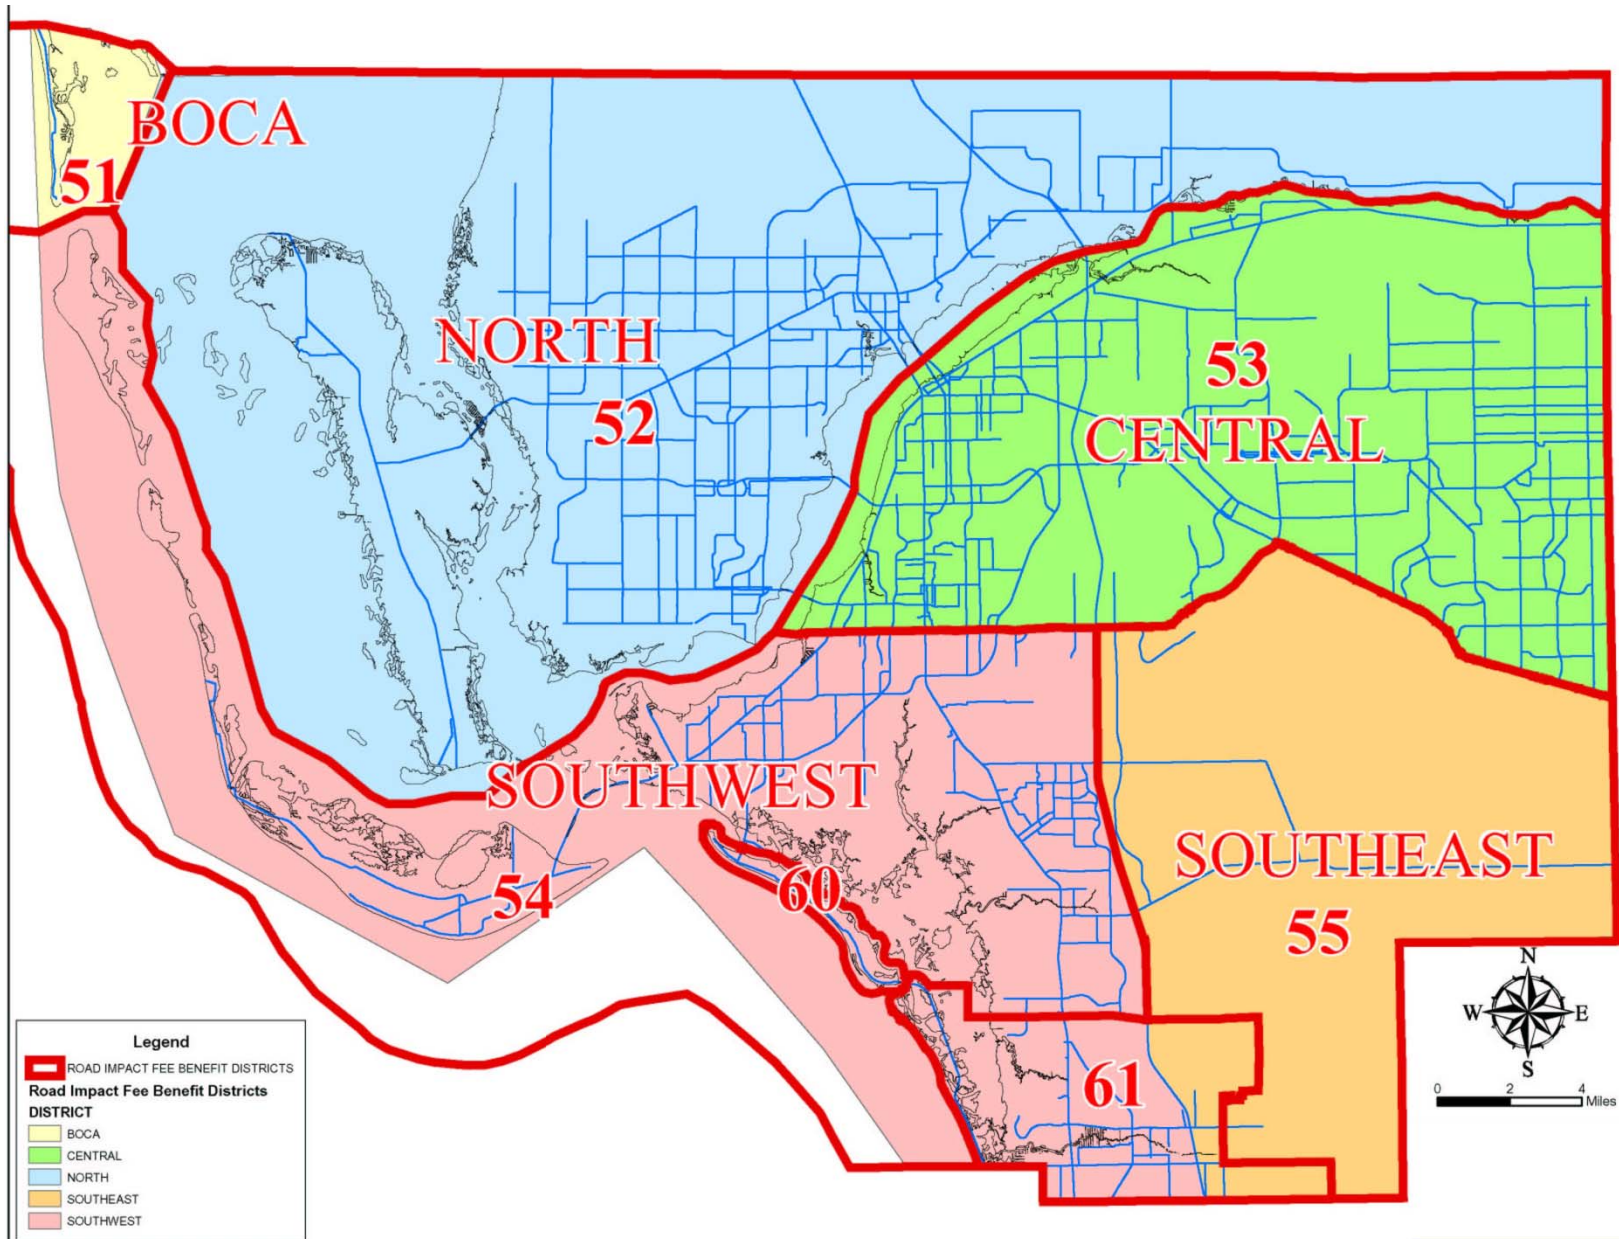 BOCA
51
NORTH
52
53
CENTRAL
SOUTHWEST
54
60
SOUTHEAST
55
61
N
W E
S
0 2 4
Miles
Legend
ROAD IMPACT FEE BENEFIT DISTRICTS
Road Impact Fee Benefit Districts
DISTRICT
BOCA
CENTRAL
NORTH
SOUTHEAST
SOUTHWEST